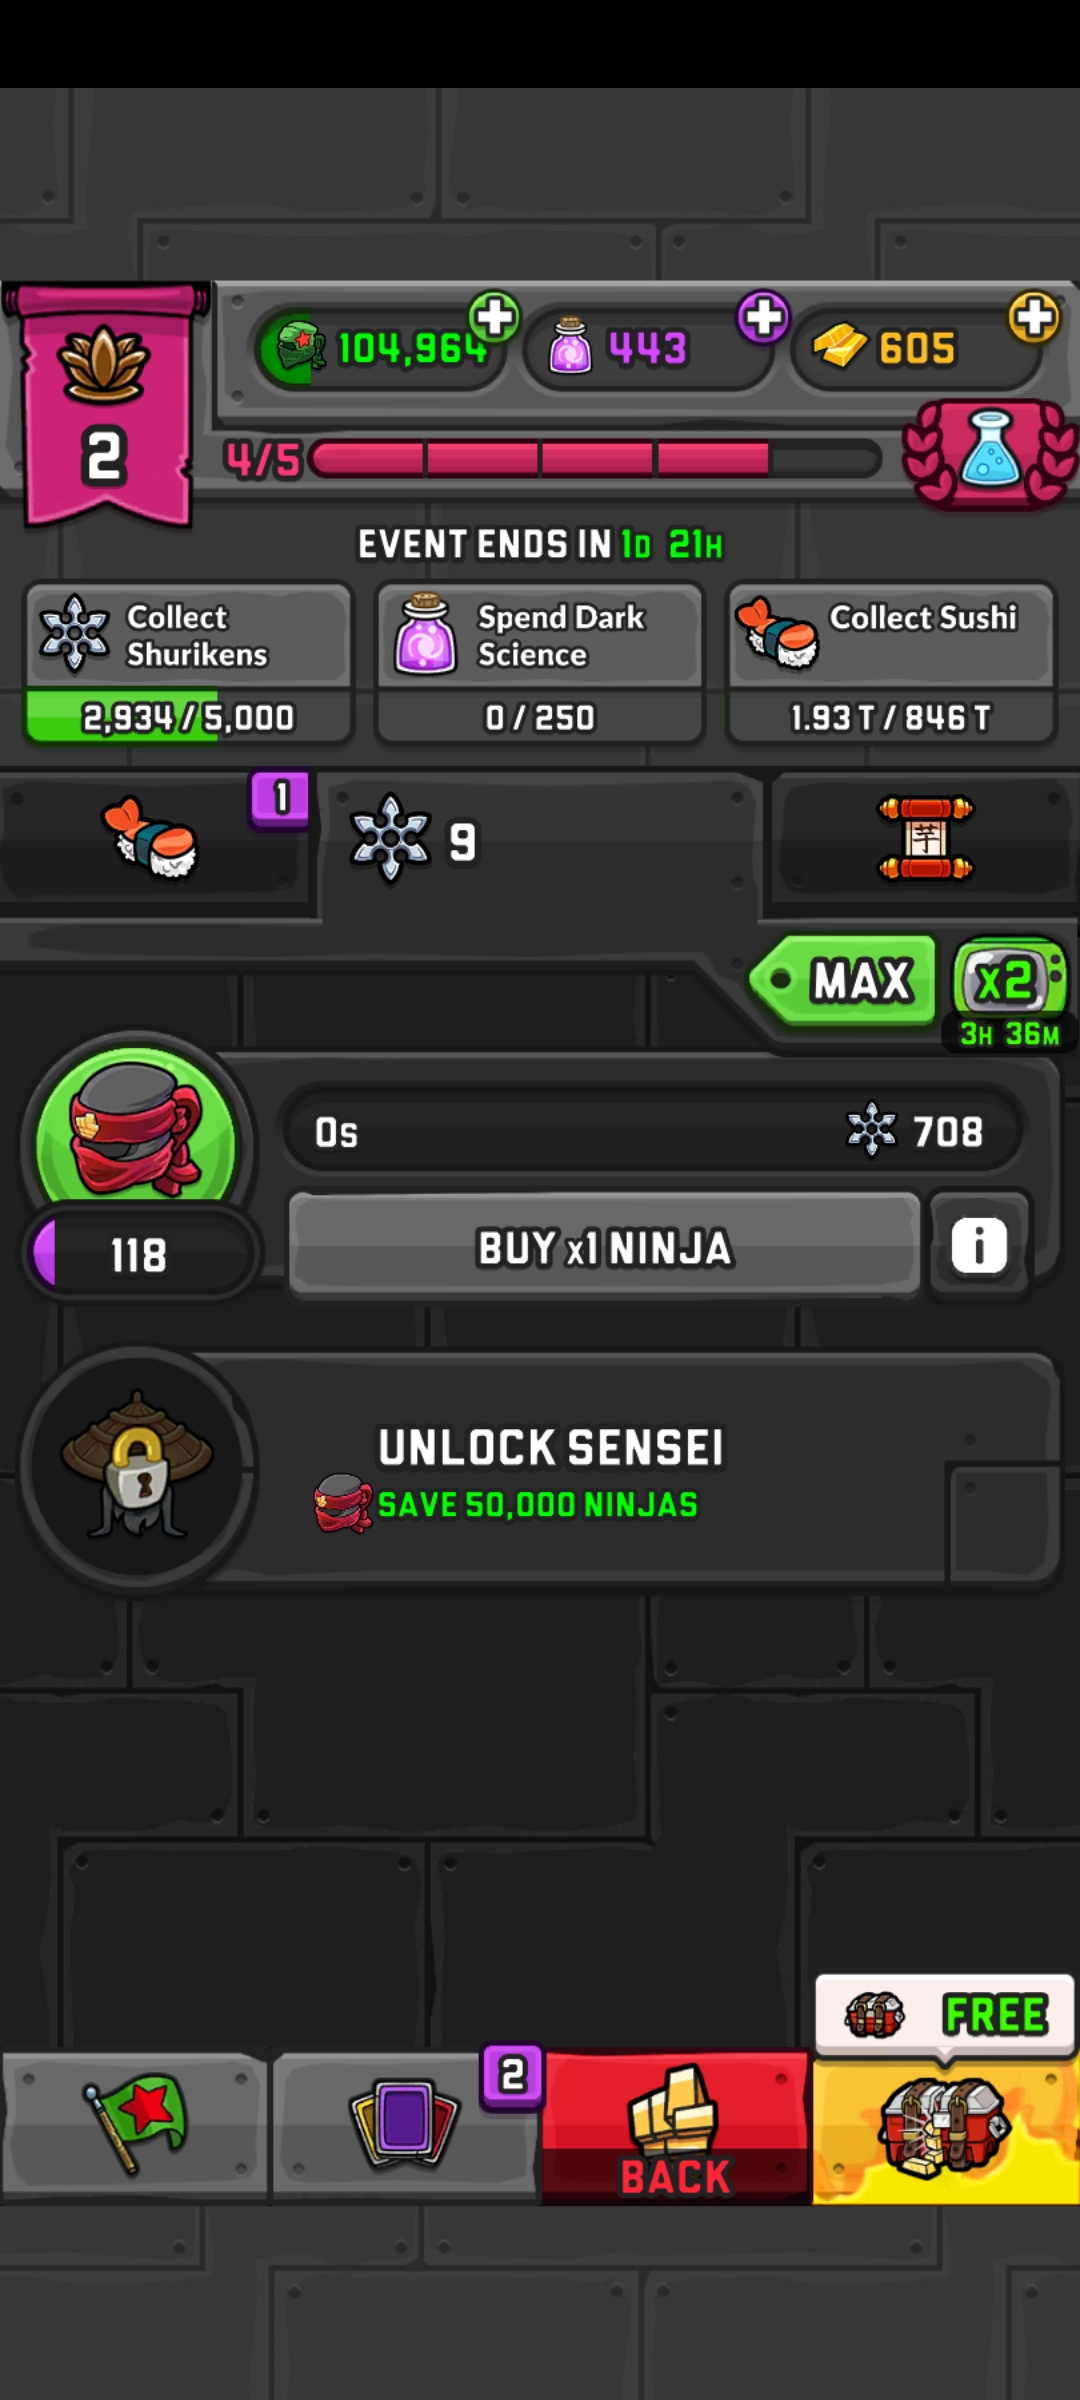 104,964
443
605
2
4/5
EVENT ENDS IN 1D 21H
Collect
Shurikens
2,934 / 5,000
Spend Dark
Science
0 / 250
Collect Sushi
1.93 T / 846 T
1
9
芋
MAX
x2
3H 36M
0s
708
118
BUY x1 NINJA
i
UNLOCK SENSEI
SAVE 50,000 NINJAS
FREE
2
BACK